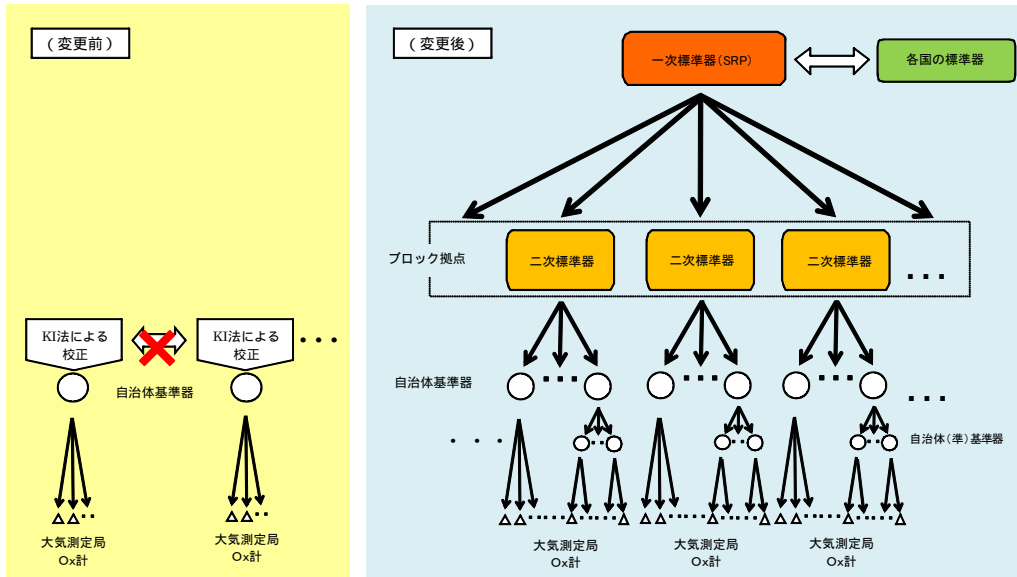 （変更前）
KI法による
校正
KI法による
校正
自治体基準器
大気測定局
Ox計
大気測定局
Ox計
（変更後）
一次標準器（SRP）
各国の標準器
ブロック拠点
二次標準器
二次標準器
二次標準器
自治体基準器
自治体（準）基準器
大気測定局
Ox計
大気測定局
Ox計
大気測定局
Ox計